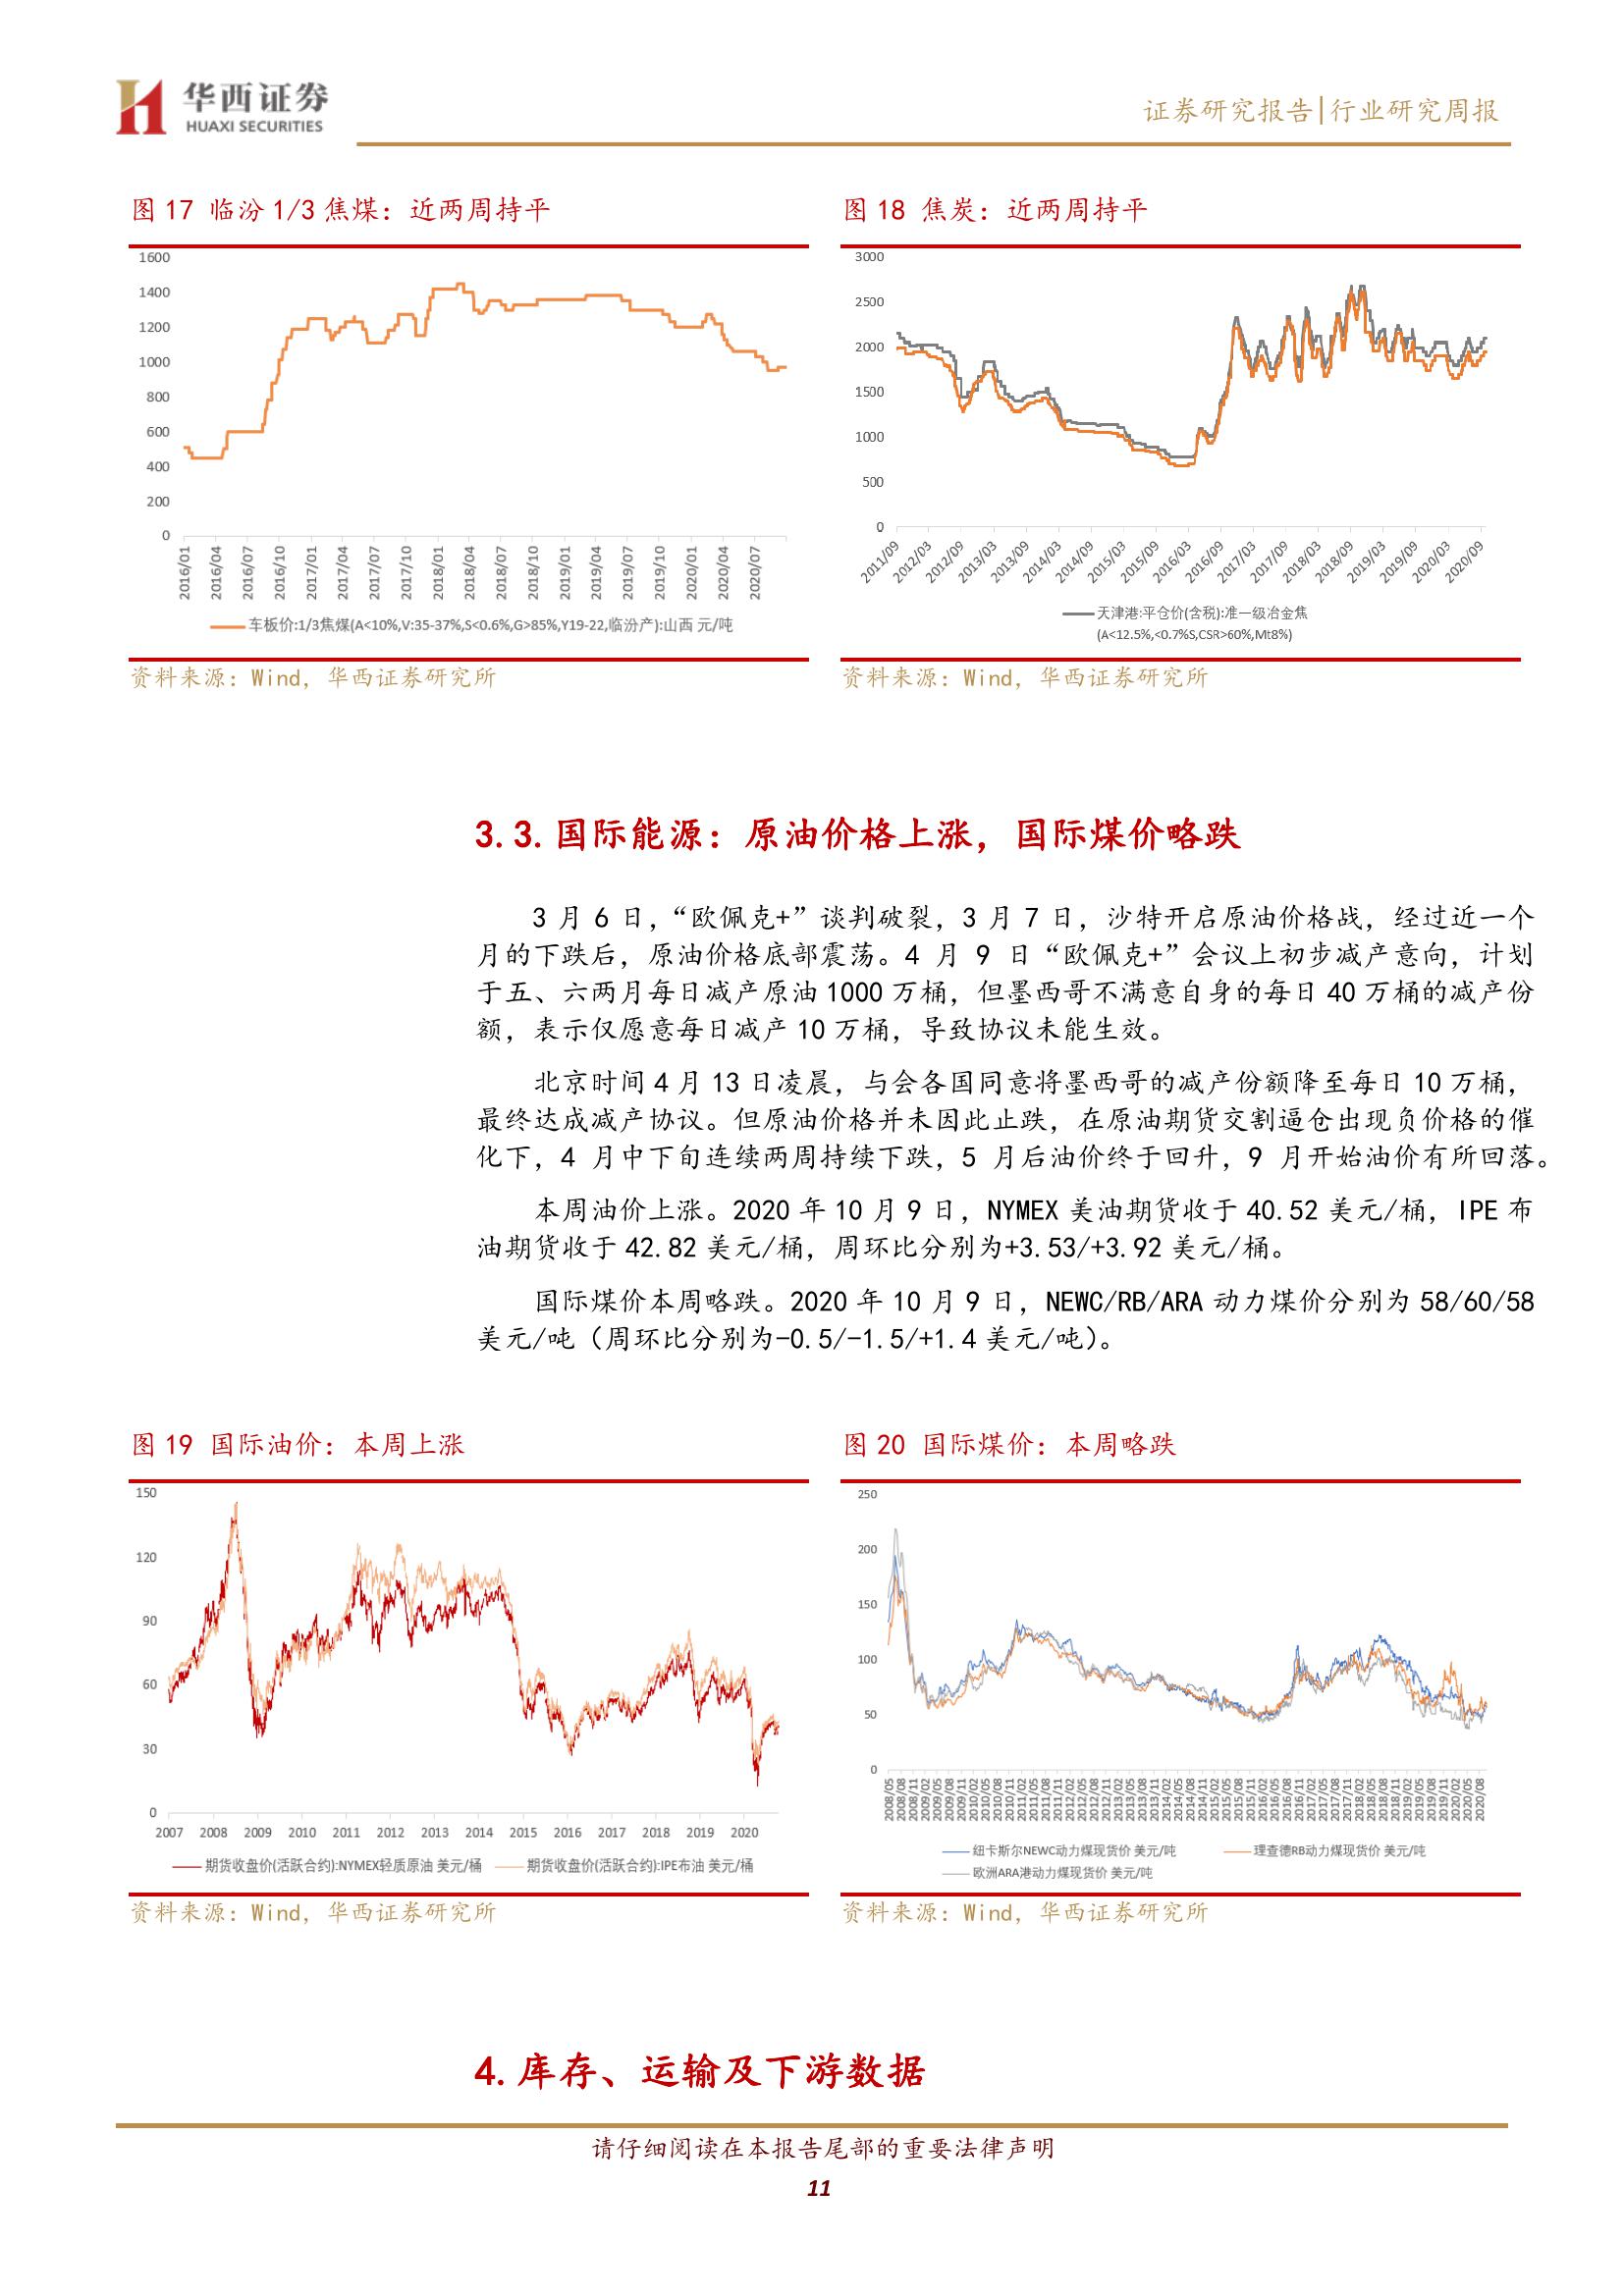 华西证券
HUAXI SECURITIES
证券研究报告|行业研究周报
图 17 临汾 1/3 焦煤：近两周持平
1600
1400
1200
1000
800
600
400
200
0
2016/01 2016/04 2016/07 2016/10 2017/01 2017/04 2017/07 2017/10 2018/01 2018/04 2018/07 2018/10 2019/01 2019/04 2019/07 2019/10 2020/01 2020/04 2020/07
车板价:1/3焦煤(A<10%,V:35-37%,S<0.6%,G>85%,Y19-22,临汾产):山西 元/吨
资料来源：Wind，华西证券研究所
图 18 焦炭：近两周持平
3000
2500
2000
1500
1000
500
0
2011/09 2012/03 2012/09 2013/03 2013/09 2014/03 2014/09 2015/03 2015/09 2016/03 2016/09 2017/03 2017/09 2018/03 2018/09 2019/03 2019/09 2020/03 2020/09
天津港:平仓价(含税):准一级冶金焦
(A<12.5%,<0.7%S,CSR>60%,Mt8%)
资料来源：Wind，华西证券研究所
3.3.国际能源：原油价格上涨，国际煤价略跌
3 月 6 日，“欧佩克+”谈判破裂，3 月 7 日，沙特开启原油价格战，经过近一个
月的下跌后，原油价格底部震荡。4 月 9 日“欧佩克+”会议上初步减产意向，计划
于五、六两月每日减产原油 1000 万桶，但墨西哥不满意自身的每日 40 万桶的减产份
额，表示仅愿意每日减产 10 万桶，导致协议未能生效。
北京时间 4 月 13 日凌晨，与会各国同意将墨西哥的减产份额降至每日 10 万桶，
最终达成减产协议。但原油价格并未因此止跌，在原油期货交割逼仓出现负价格的催
化下，4 月中下旬连续两周持续下跌，5 月后油价终于回升，9 月开始油价有所回落。
本周油价上涨。2020 年 10 月 9 日，NYMEX 美油期货收于 40.52 美元/桶，IPE 布
油期货收于 42.82 美元/桶，周环比分别为+3.53/+3.92 美元/桶。
国际煤价本周略跌。2020 年 10 月 9 日，NEWC/RB/ARA 动力煤价分别为 58/60/58
美元/吨（周环比分别为-0.5/-1.5/+1.4 美元/吨）。
图 19 国际油价：本周上涨
150
120
90
60
30
0
2007 2008 2009 2010 2011 2012 2013 2014 2015 2016 2017 2018 2019 2020
期货收盘价(活跃合约):NYMEX轻质原油 美元/桶 期货收盘价(活跃合约):IPE布油 美元/桶
资料来源：Wind，华西证券研究所
图 20 国际煤价：本周略跌
250
200
150
100
50
0
2008/05 2008/08 2008/11 2009/02 2009/05 2009/08 2009/11 2010/02 2010/05 2010/08 2010/11 2011/02 2011/05 2011/08 2011/11 2012/02 2012/05 2012/08 2012/11 2013/02 2013/05 2013/08 2013/11 2014/02 2014/05 2014/08 2014/11 2015/02 2015/05 2015/08 2015/11 2016/02 2016/05 2016/08 2016/11 2017/02 2017/05 2017/08 2017/11 2018/02 2018/05 2018/08 2018/11 2019/02 2019/05 2019/08 2019/11 2020/02 2020/05 2020/08
纽卡斯尔NEWC动力煤现货价 美元/吨 理查德RB动力煤现货价 美元/吨
欧洲ARA港动力煤现货价 美元/吨
资料来源：Wind，华西证券研究所
4.库存、运输及下游数据
请仔细阅读在本报告尾部的重要法律声明
11